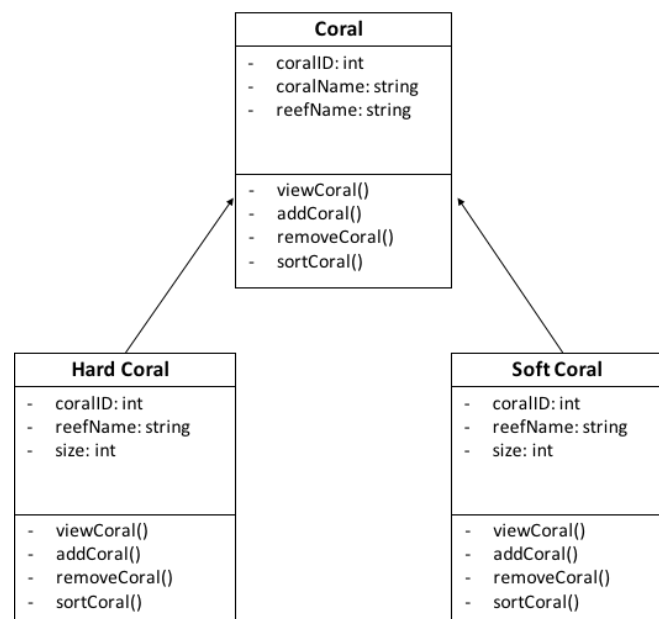 Coral
- coralID: int
- coralName: string
- reefName: string
- viewCoral()
- addCoral()
- removeCoral()
- sortCoral()
Hard Coral
- coralID: int
- reefName: string
- size: int
- viewCoral()
- addCoral()
- removeCoral()
- sortCoral()
Soft Coral
- coralID: int
- reefName: string
- size: int
- viewCoral()
- addCoral()
- removeCoral()
- sortCoral()